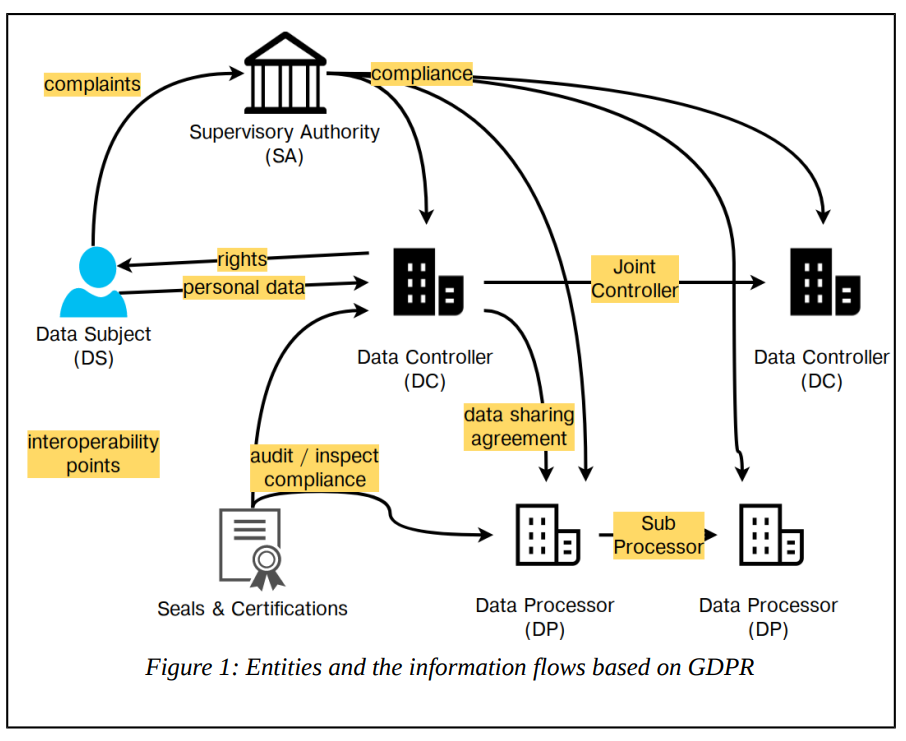 complaints
compliance
Supervisory Authority
(SA)
rights
personal data
Joint
Controller
Data Subject
(DS)
Data Controller
(DC)
Data Controller
(DC)
data sharing
agreement
interoperability
points
audit / inspect
compliance
Sub
Processor
Seals & Certifications
Data Processor
(DP)
Data Processor
(DP)
Figure 1: Entities and the information flows based on GDPR